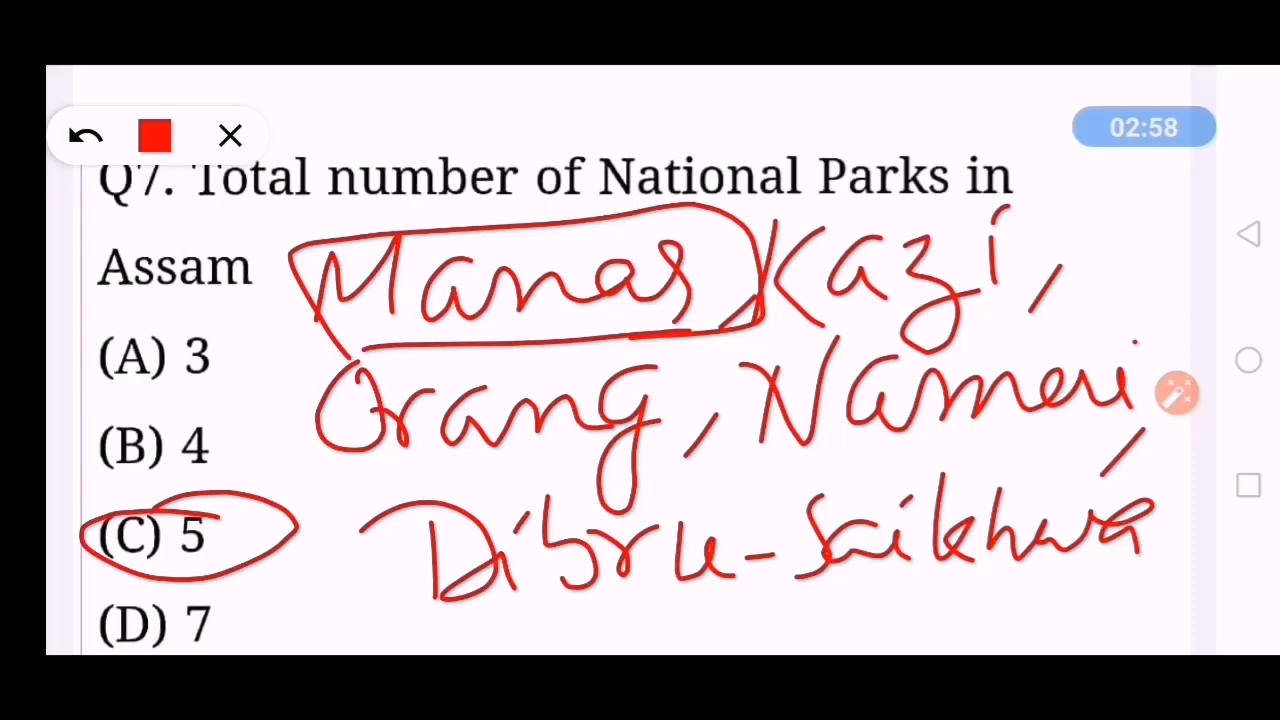 02:58
Q7. Total number of National Parks in
Assam Manas, Kazi,
(A) 3 Orang, Nameri,
(B) 4
(C) 5 Dibru-Saikhwa
(D) 7